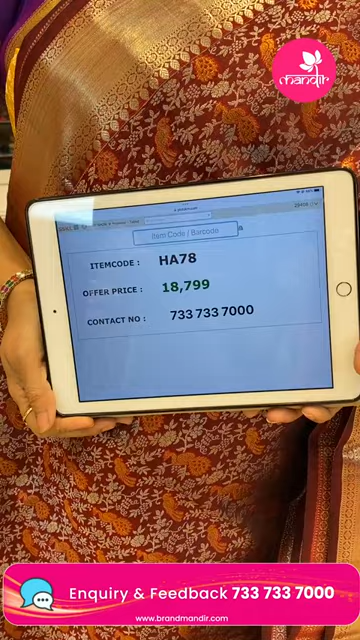 mandir
Item Code / Barcode
ITEMCODE : HA78
OFFER PRICE : 18,799
CONTACT NO : 733 733 7000
Enquiry & Feedback 733 733 7000
www.brandmandir.com